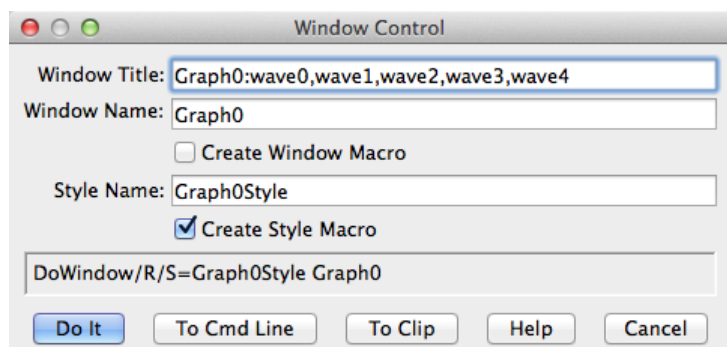 Window Control
Window Title: Graph0:wave0,wave1,wave2,wave3,wave4
Window Name: Graph0
Create Window Macro
Style Name: Graph0Style
Create Style Macro
DoWindow/R/S=Graph0Style Graph0
Do It To Cmd Line To Clip Help Cancel